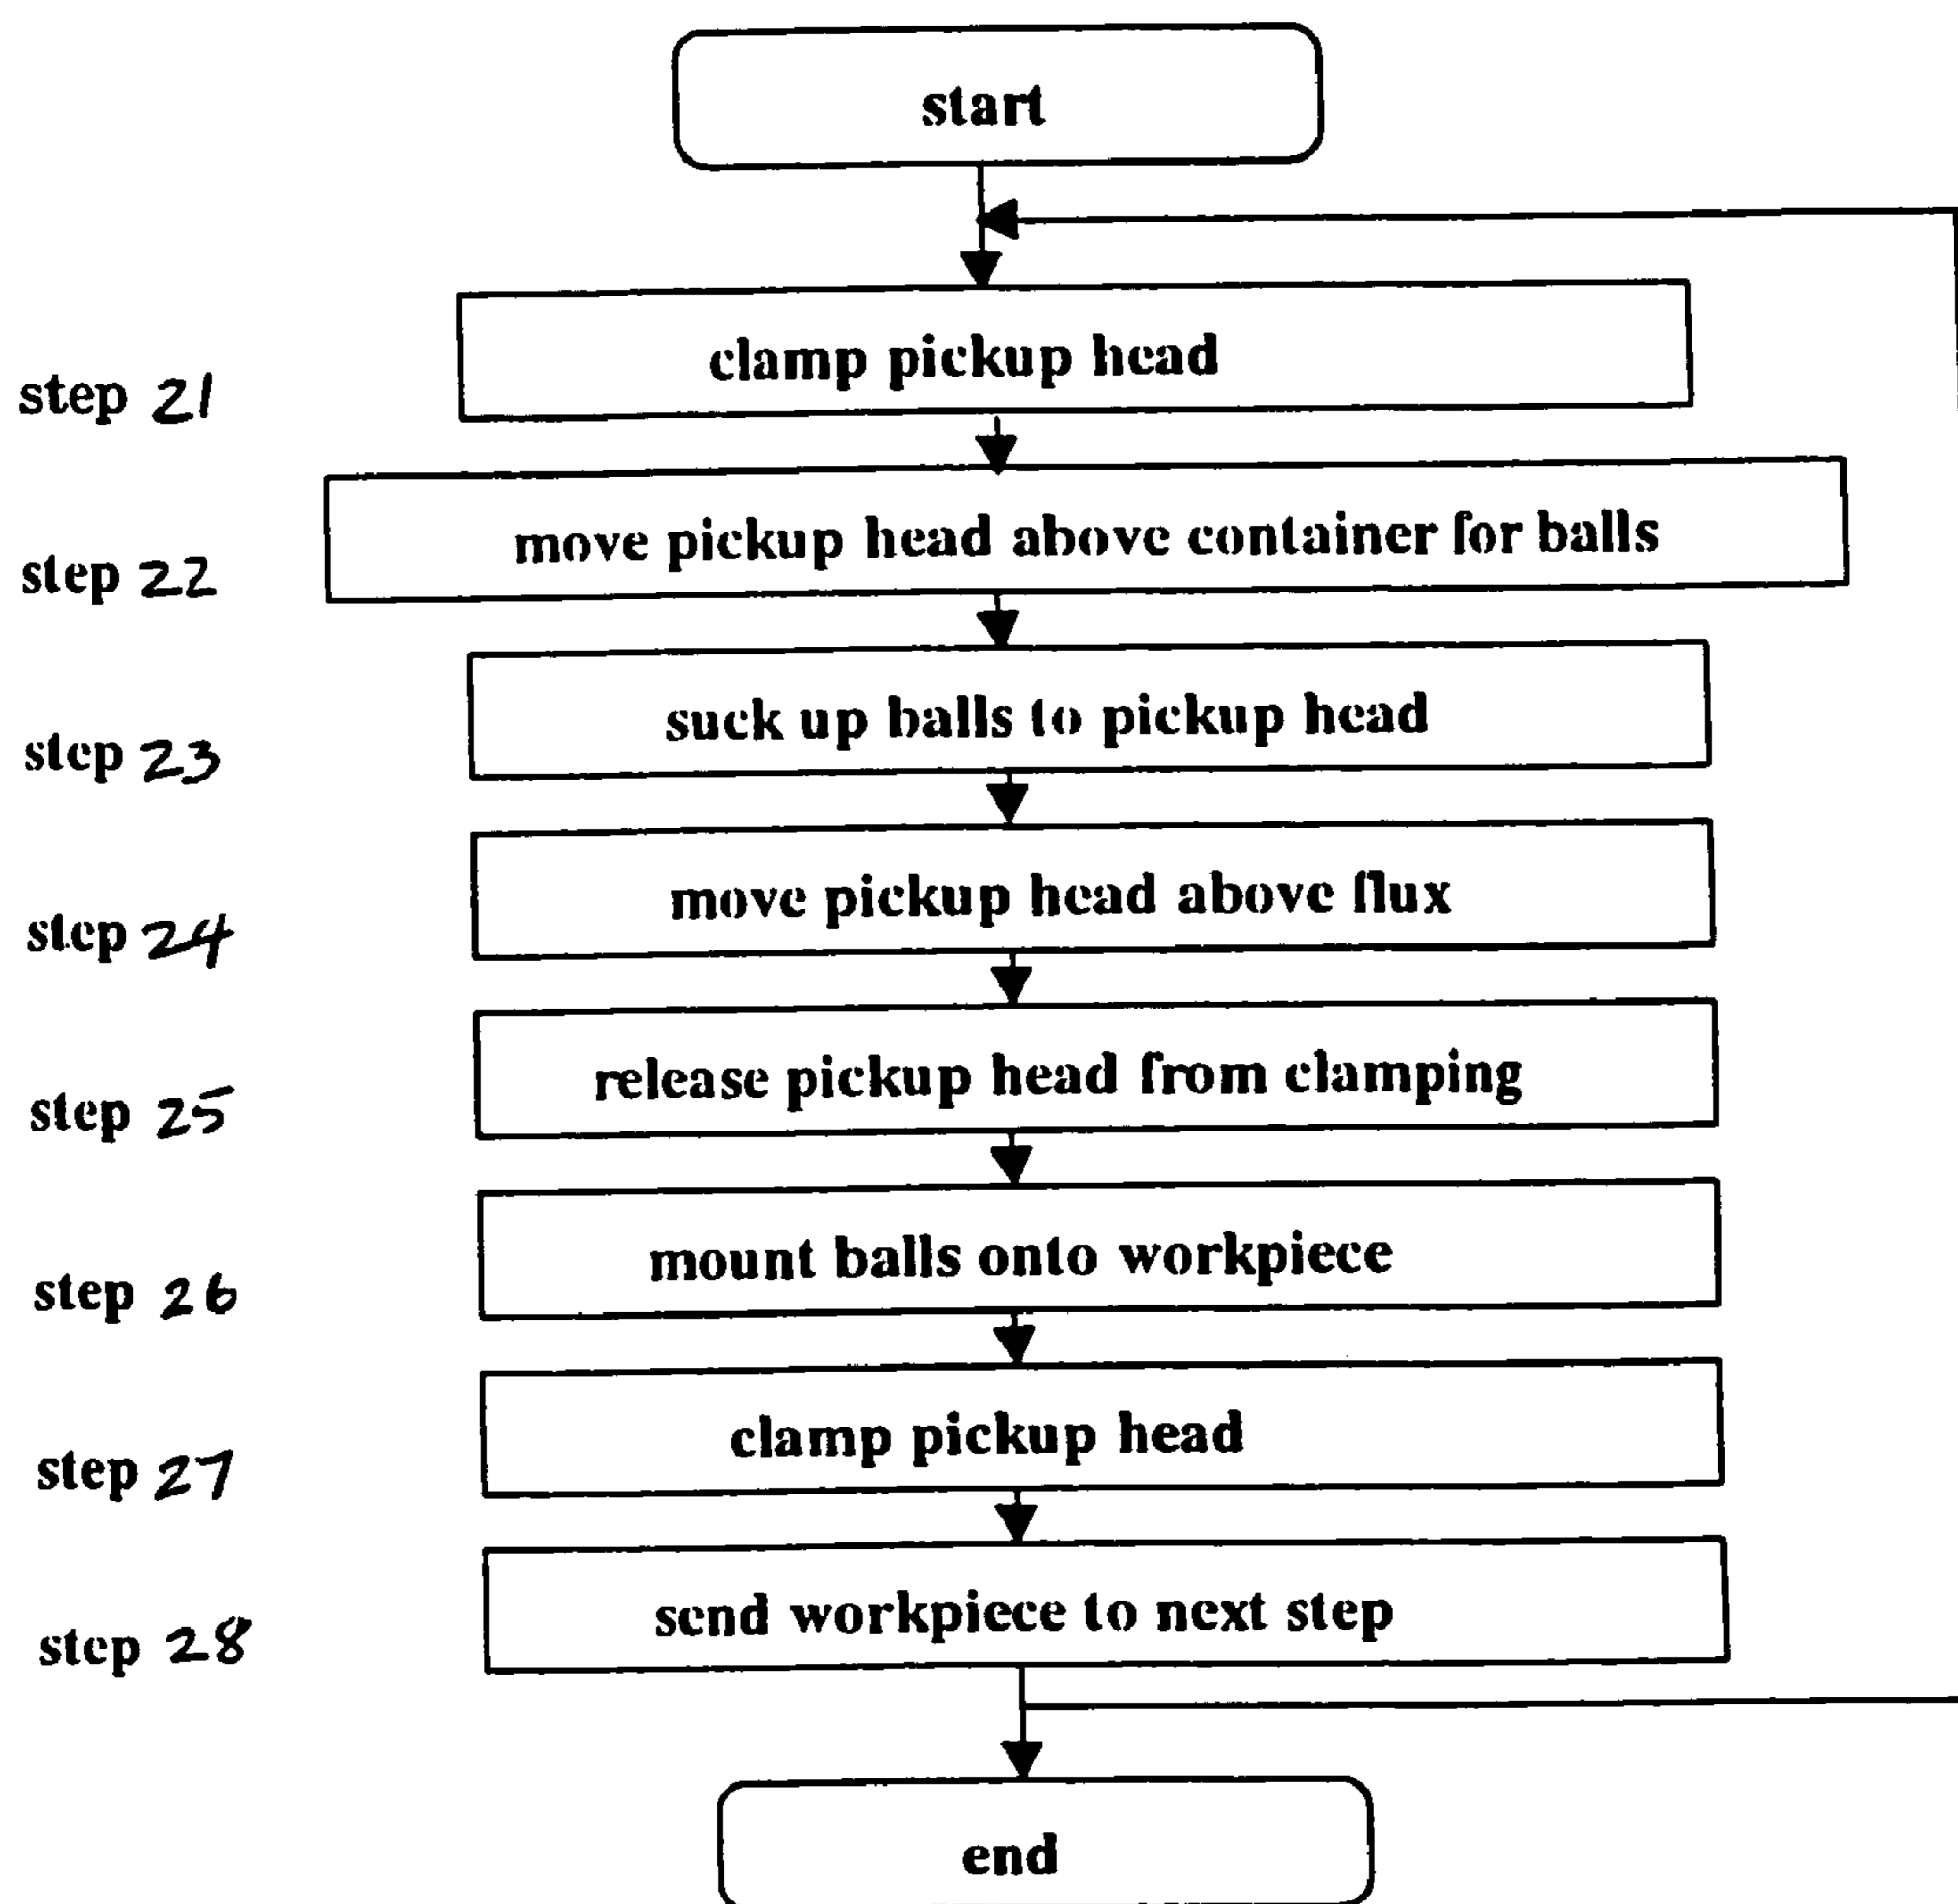 start
clamp pickup head
step 21
move pickup head above container for balls
step 22
suck up balls to pickup head
step 23
move pickup head above flux
step 24
release pickup head from clamping
step 25
mount balls onto workpiece
step 26
clamp pickup head
step 27
send workpiece to next step
step 28
end